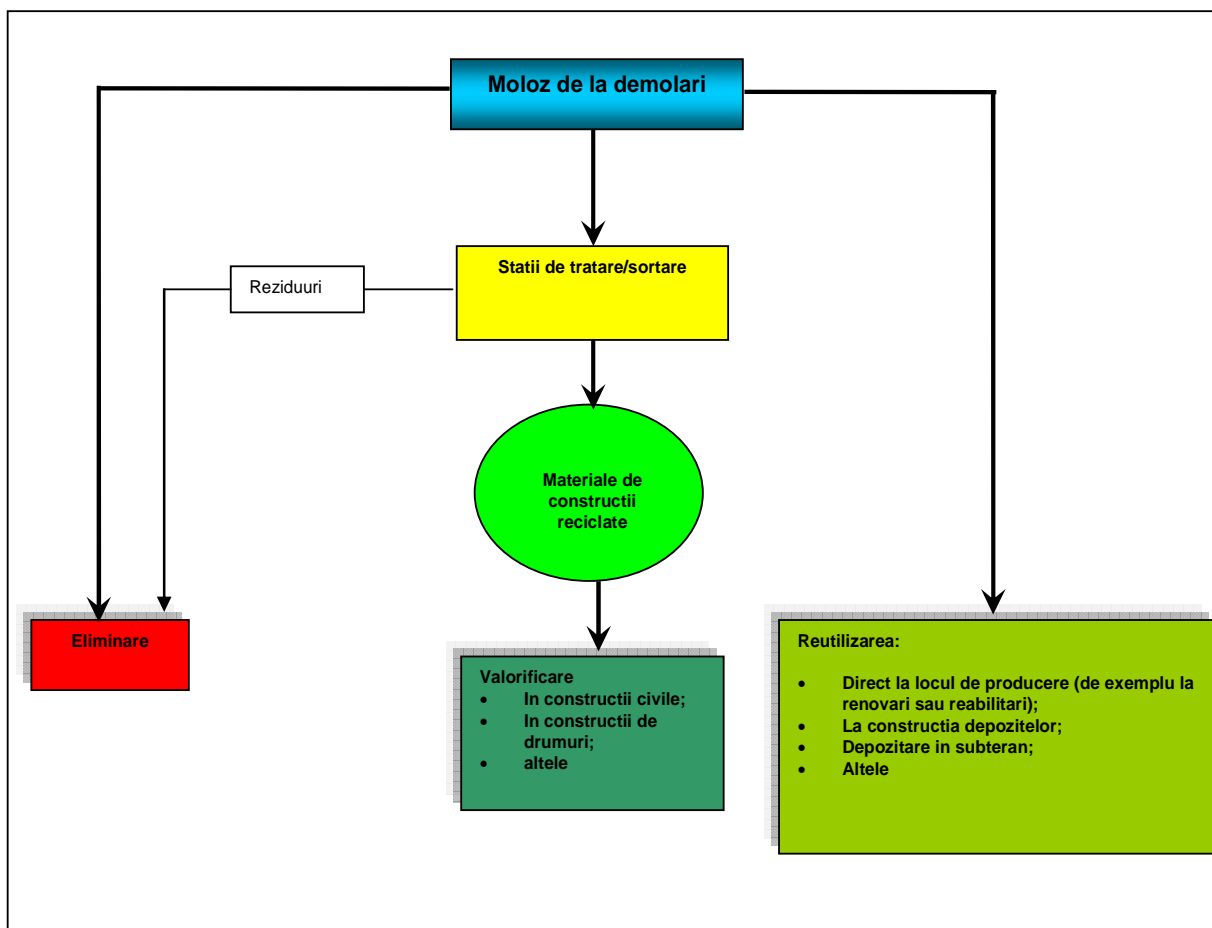 Moloz de la demolari
Statii de tratare/sortare
Reziduuri
Materiale de
constructii
reciclate
Eliminare
Valorificare
• In constructii civile;
• In constructii de
drumuri;
• altele
Reutilizarea:
• Direct la locul de producere (de exemplu la
renovari sau reabilitari);
• La constructia depozitelor;
• Depozitare in subteran;
• Altele